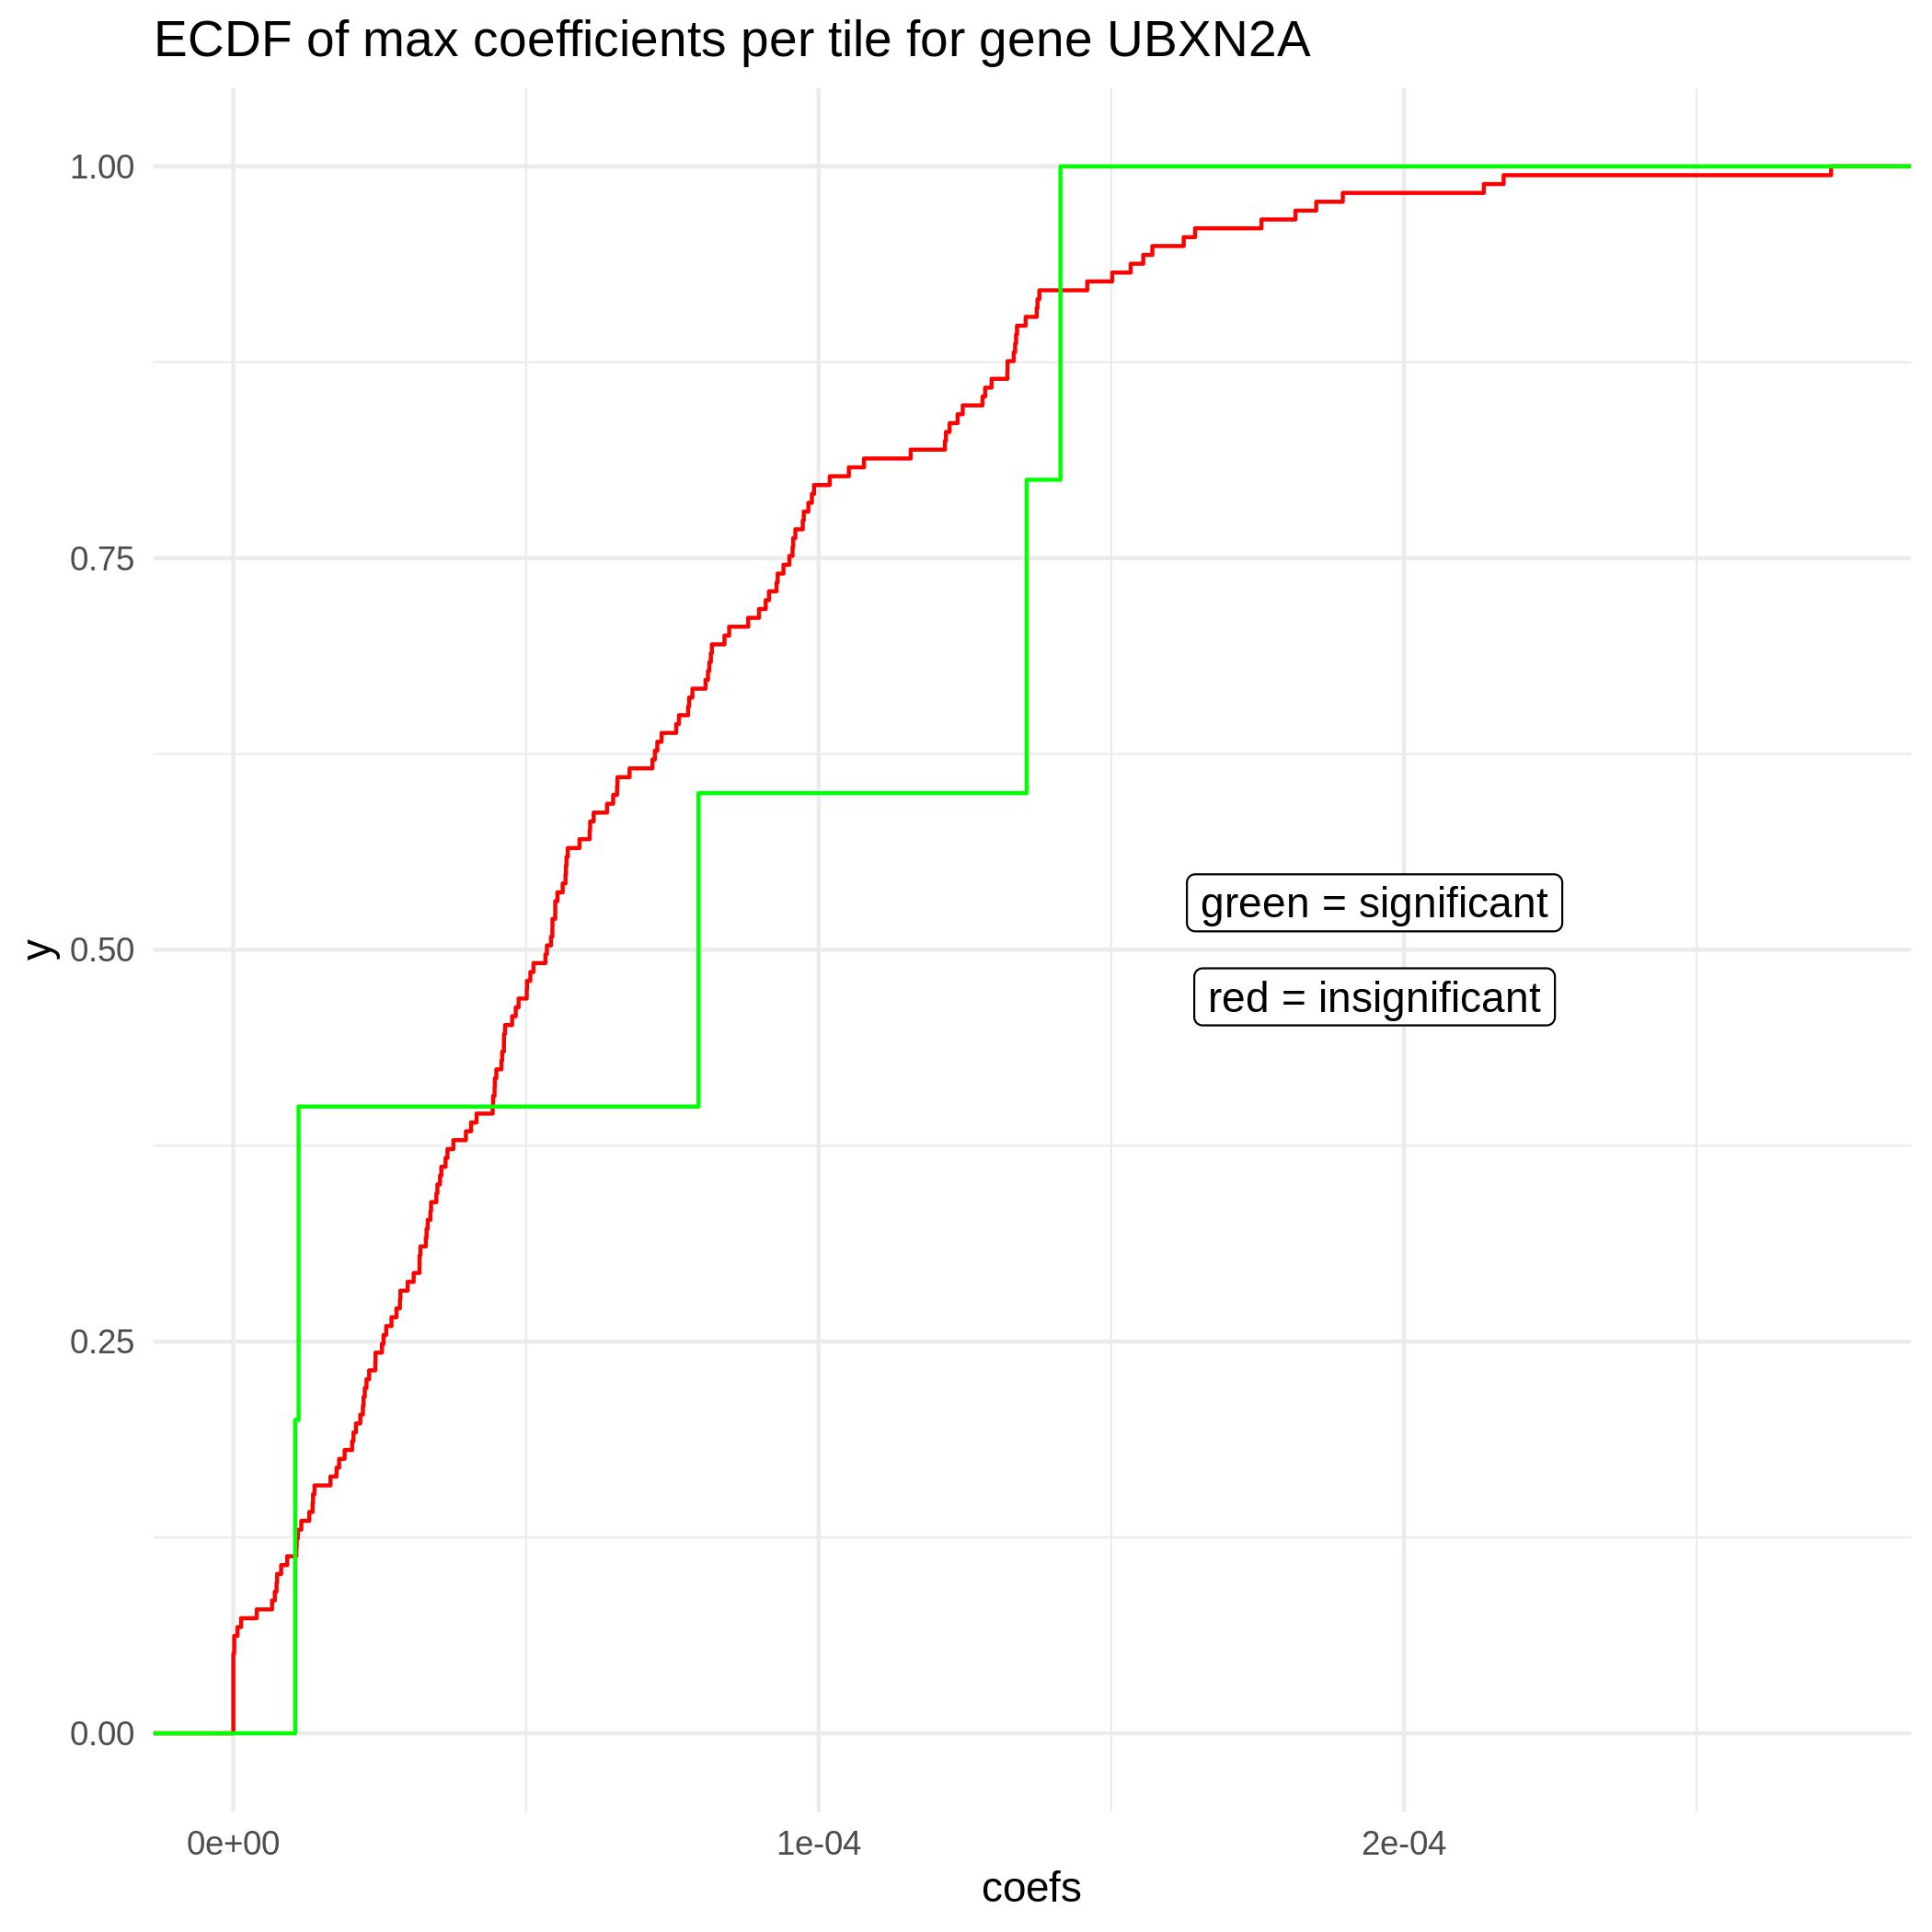 ECDF of max coefficients per tile for gene UBXN2A
1.00
0.75
0.50
0.25
0.00
y
green = significant
red = insignificant
0e+00
1e-04
2e-04
coefs